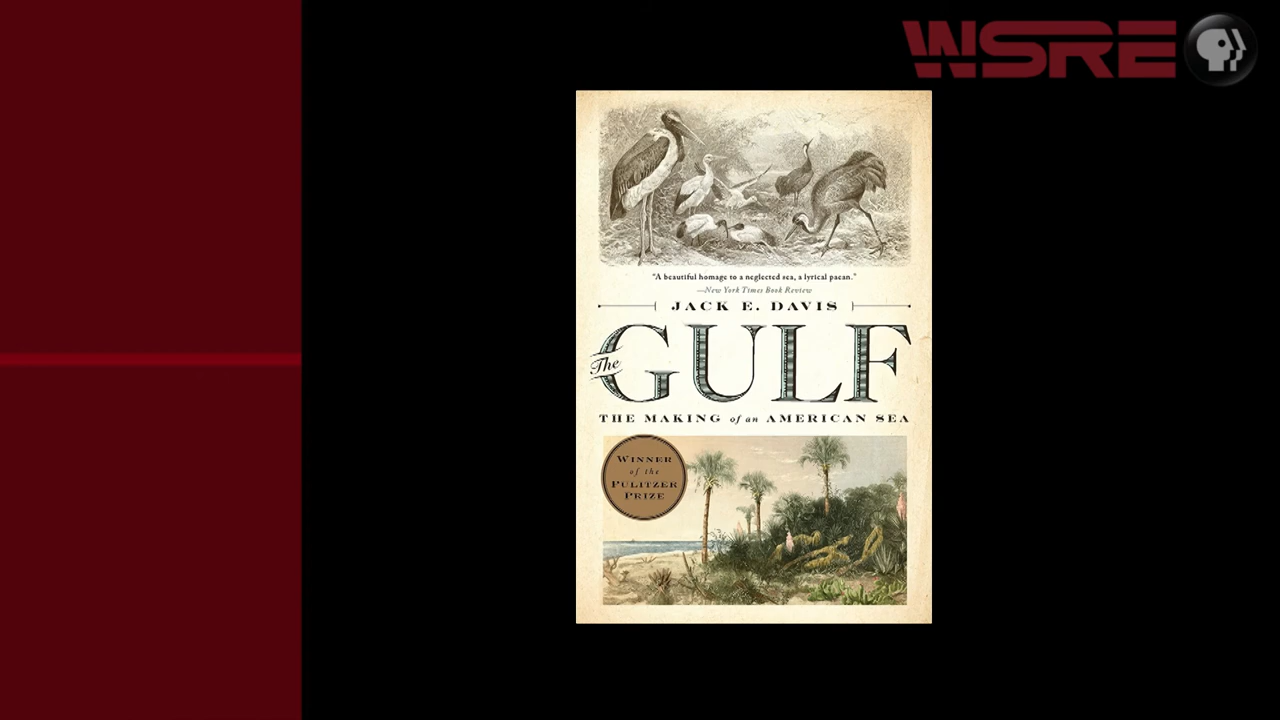 WSRE
"A beautiful homage to a neglected sea, a lyrical paean."
—New York Times Book Review
JACK E. DAVIS
The GULF
THE MAKING of an AMERICAN SEA
WINNER
of the
PULITZER
PRIZE